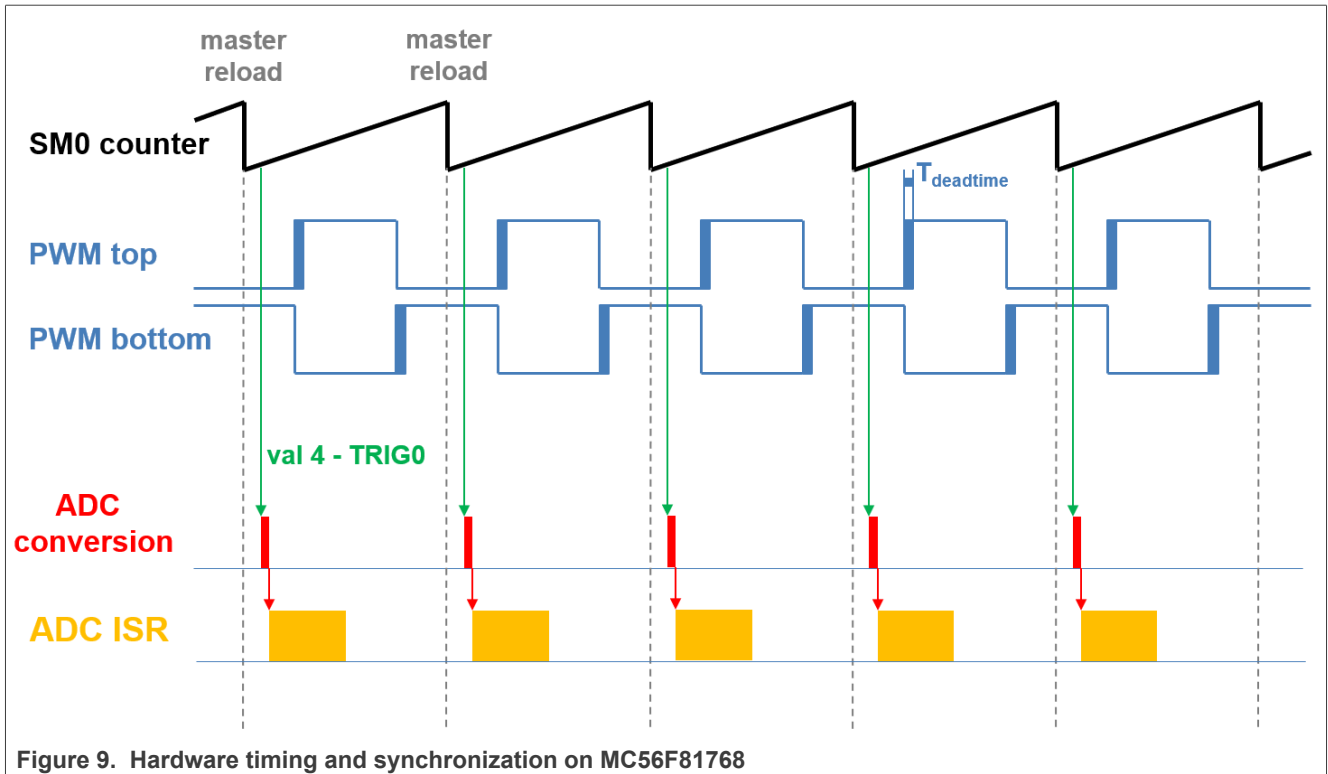 master
reload
master
reload
SM0 counter
Tdeadtime
PWM top
PWM bottom
val 4 - TRIG0
ADC
conversion
ADC ISR
Figure 9. Hardware timing and synchronization on MC56F81768